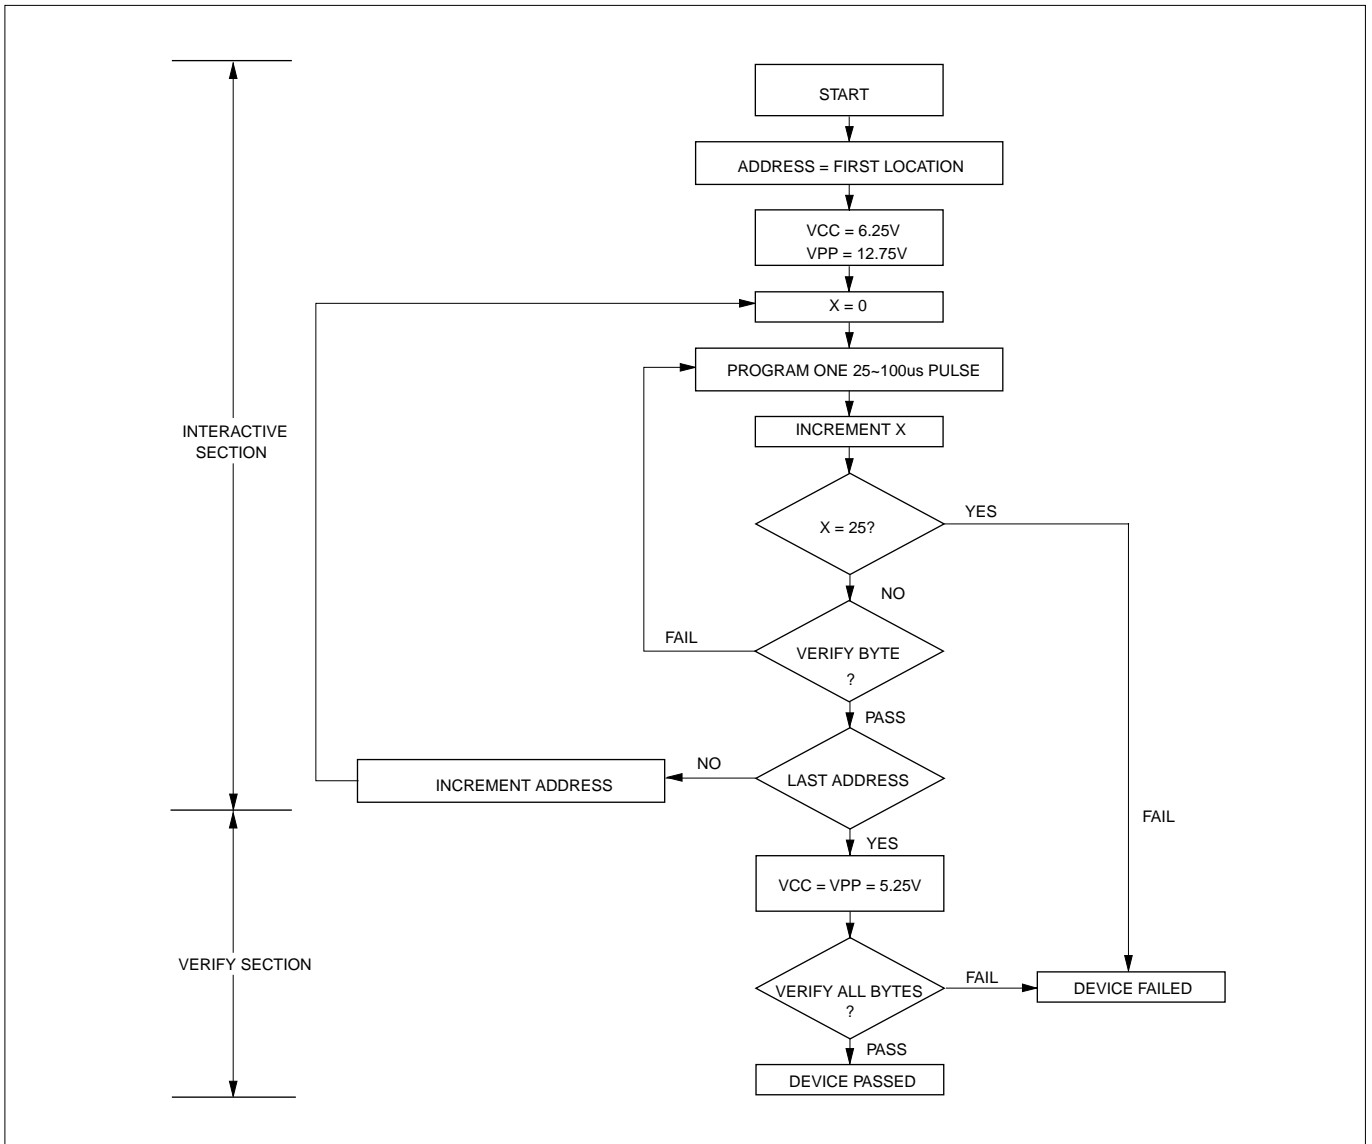 START
ADDRESS = FIRST LOCATION
VCC = 6.25V
VPP = 12.75V
X = 0
PROGRAM ONE 25~100us PULSE
INCREMENT X
INTERACTIVE
SECTION
X = 25?
YES
NO
FAIL
VERIFY BYTE
?
PASS
NO
LAST ADDRESS
INCREMENT ADDRESS
FAIL
YES
VCC = VPP = 5.25V
VERIFY SECTION
VERIFY ALL BYTES
?
FAIL
DEVICE FAILED
PASS
DEVICE PASSED